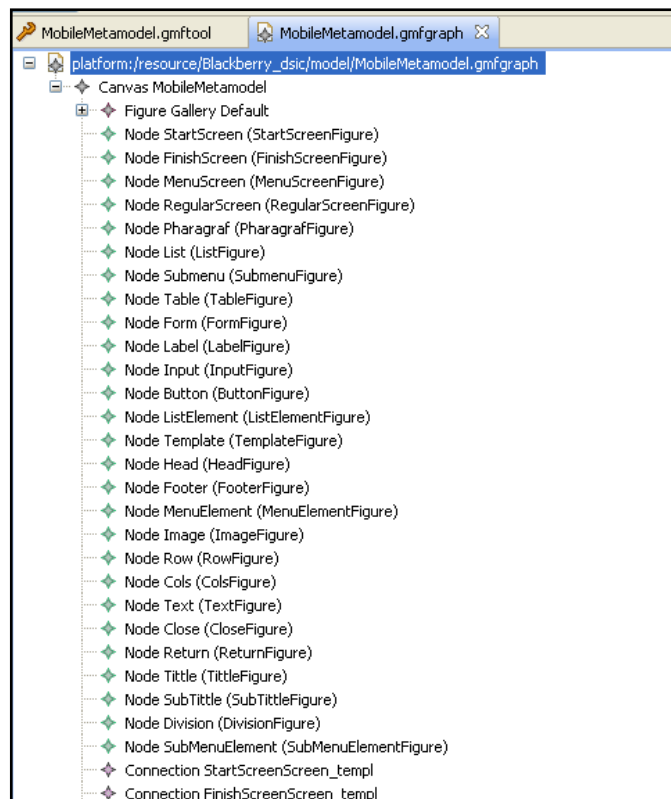 MobileMetamodel.gmftool
MobileMetamodel.gmfgraph
platform:/resource/Blackberry_dsic/model/MobileMetamodel.gmfgraph
Canvas MobileMetamodel
Figure Gallery Default
Node StartScreen (StartScreenFigure)
Node FinishScreen (FinishScreenFigure)
Node MenuScreen (MenuScreenFigure)
Node RegularScreen (RegularScreenFigure)
Node Pharagraf (PharagrafFigure)
Node List (ListFigure)
Node Submenu (SubmenuFigure)
Node Table (TableFigure)
Node Form (FormFigure)
Node Label (LabelFigure)
Node Input (InputFigure)
Node Button (ButtonFigure)
Node ListElement (ListElementFigure)
Node Template (TemplateFigure)
Node Head (HeadFigure)
Node Footer (FooterFigure)
Node MenuElement (MenuElementFigure)
Node Image (ImageFigure)
Node Row (RowFigure)
Node Cols (ColsFigure)
Node Text (TextFigure)
Node Close (CloseFigure)
Node Return (ReturnFigure)
Node Tittle (TittleFigure)
Node SubTittle (SubTittleFigure)
Node Division (DivisionFigure)
Node SubMenuElement (SubMenuElementFigure)
Connection StartScreenScreen_templ
Connection FinishScreenScreen_templ